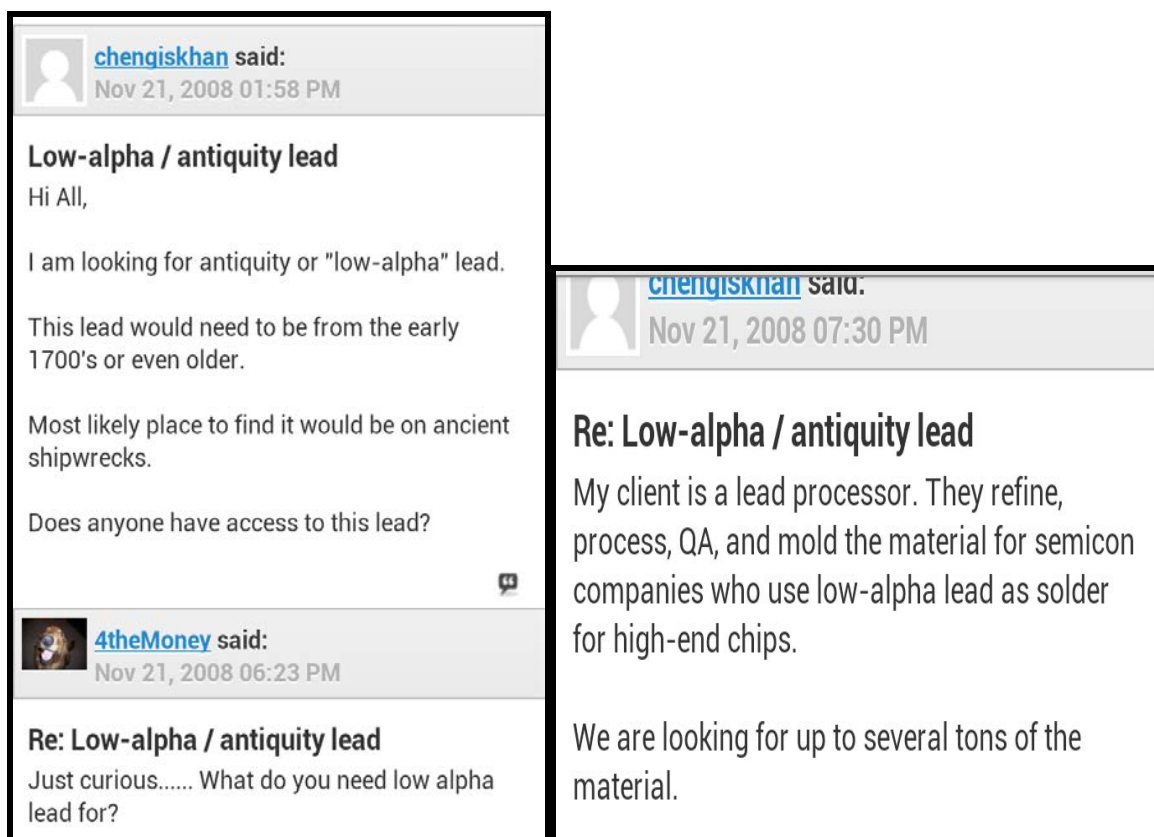 chengiskhan said:
Nov 21, 2008 01:58 PM
Low-alpha / antiquity lead
Hi All,
I am looking for antiquity or "low-alpha" lead.
This lead would need to be from the early
1700's or even older.
Most likely place to find it would be on ancient
shipwrecks.
Does anyone have access to this lead?
4theMoney said:
Nov 21, 2008 06:23 PM
Re: Low-alpha / antiquity lead
Just curious...... What do you need low alpha
lead for?
chengiskhan said:
Nov 21, 2008 07:30 PM
Re: Low-alpha / antiquity lead
My client is a lead processor. They refine,
process, QA, and mold the material for semicon
companies who use low-alpha lead as solder
for high-end chips.
We are looking for up to several tons of the
material.